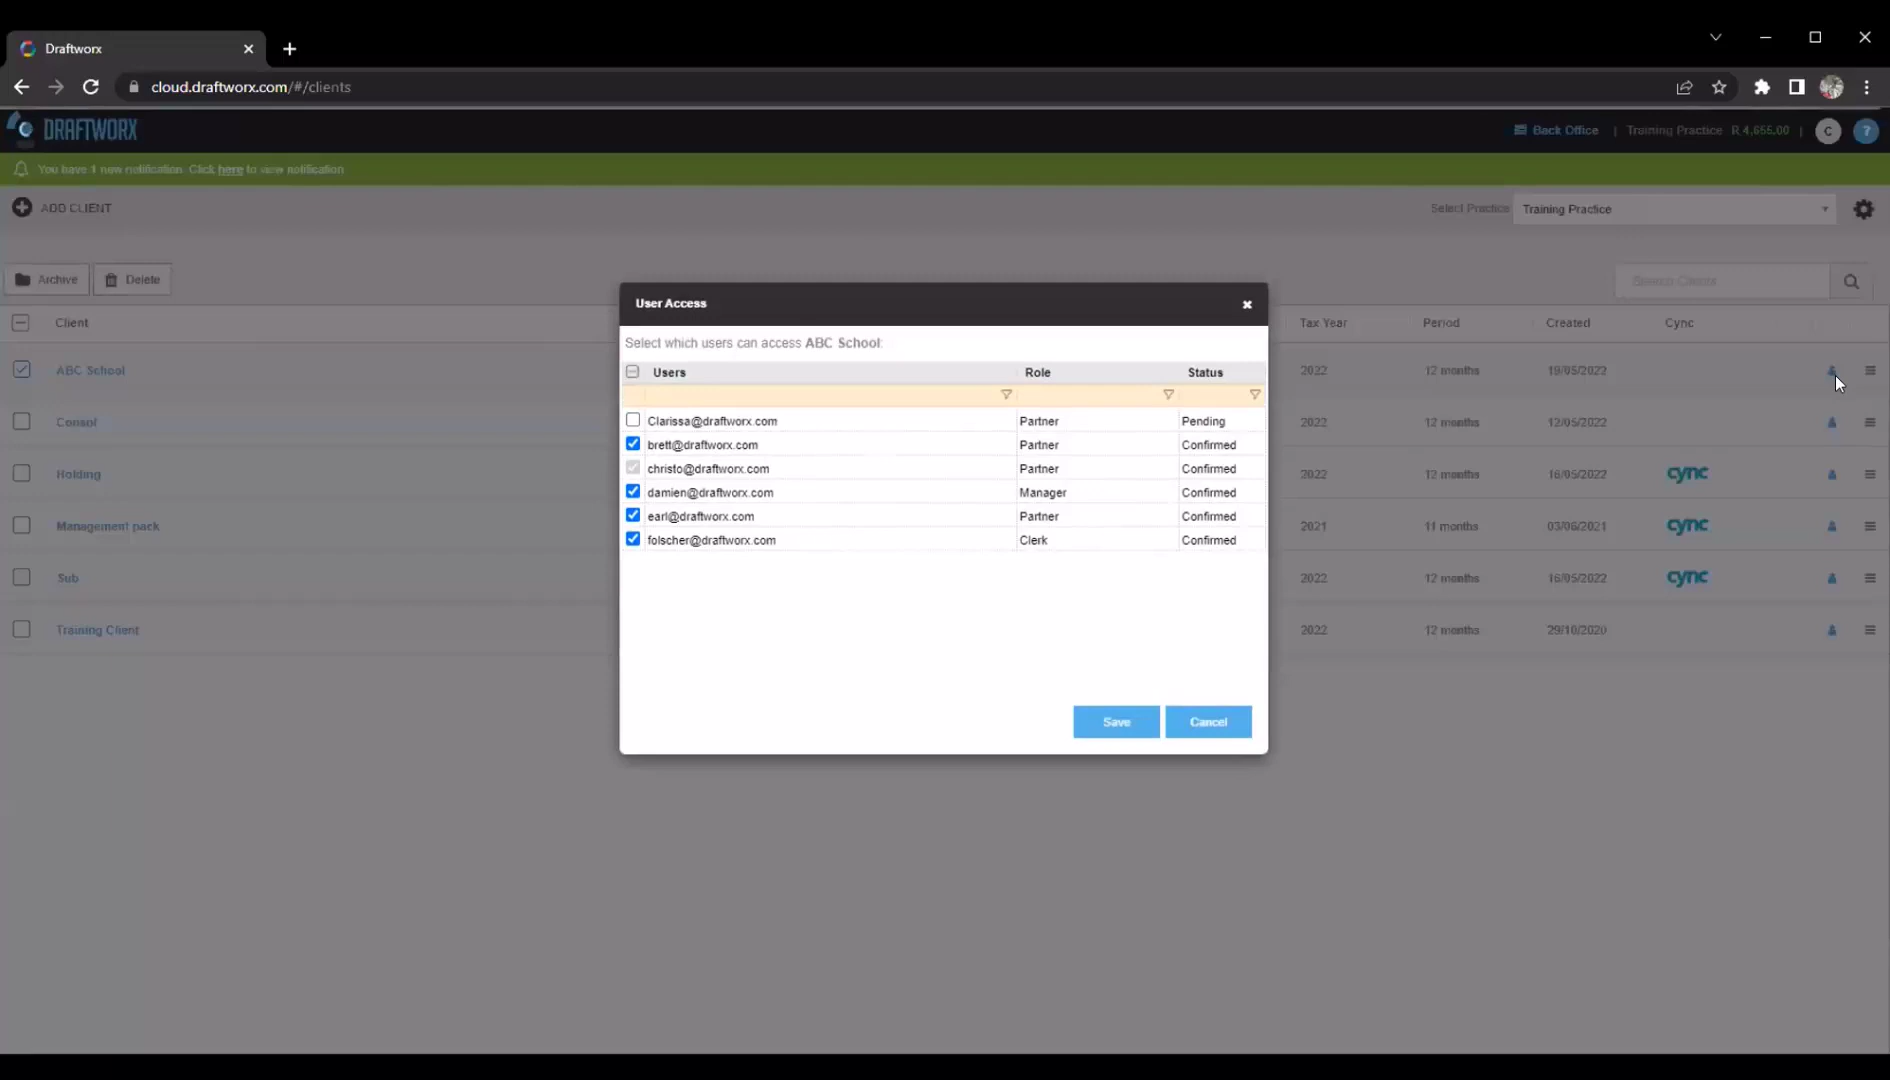 Draftworx
cloud.draftworx.com/#/clients
DRAFTWORX
Back Office | Training Practice R 4,655.00 | C ?
You have 1 new notification. Click here to view notification
ADD CLIENT
Select Practice Training Practice
Archive Delete
Search Clients
Client Tax Year Period Created Cync
ABC School 2022 12 months 19/05/2022
Consol 2022 12 months 12/05/2022
Holding 2022 12 months 16/05/2022 cync
Management pack 2021 11 months 03/06/2021 cync
Sub 2022 12 months 16/05/2022 cync
Training Client 2022 12 months 29/10/2020
User Access
Select which users can access ABC School:
Users Role Status
Clarissa@draftworx.com Partner Pending
brett@draftworx.com Partner Confirmed
christo@draftworx.com Partner Confirmed
damien@draftworx.com Manager Confirmed
earl@draftworx.com Partner Confirmed
folscher@draftworx.com Clerk Confirmed
Save Cancel